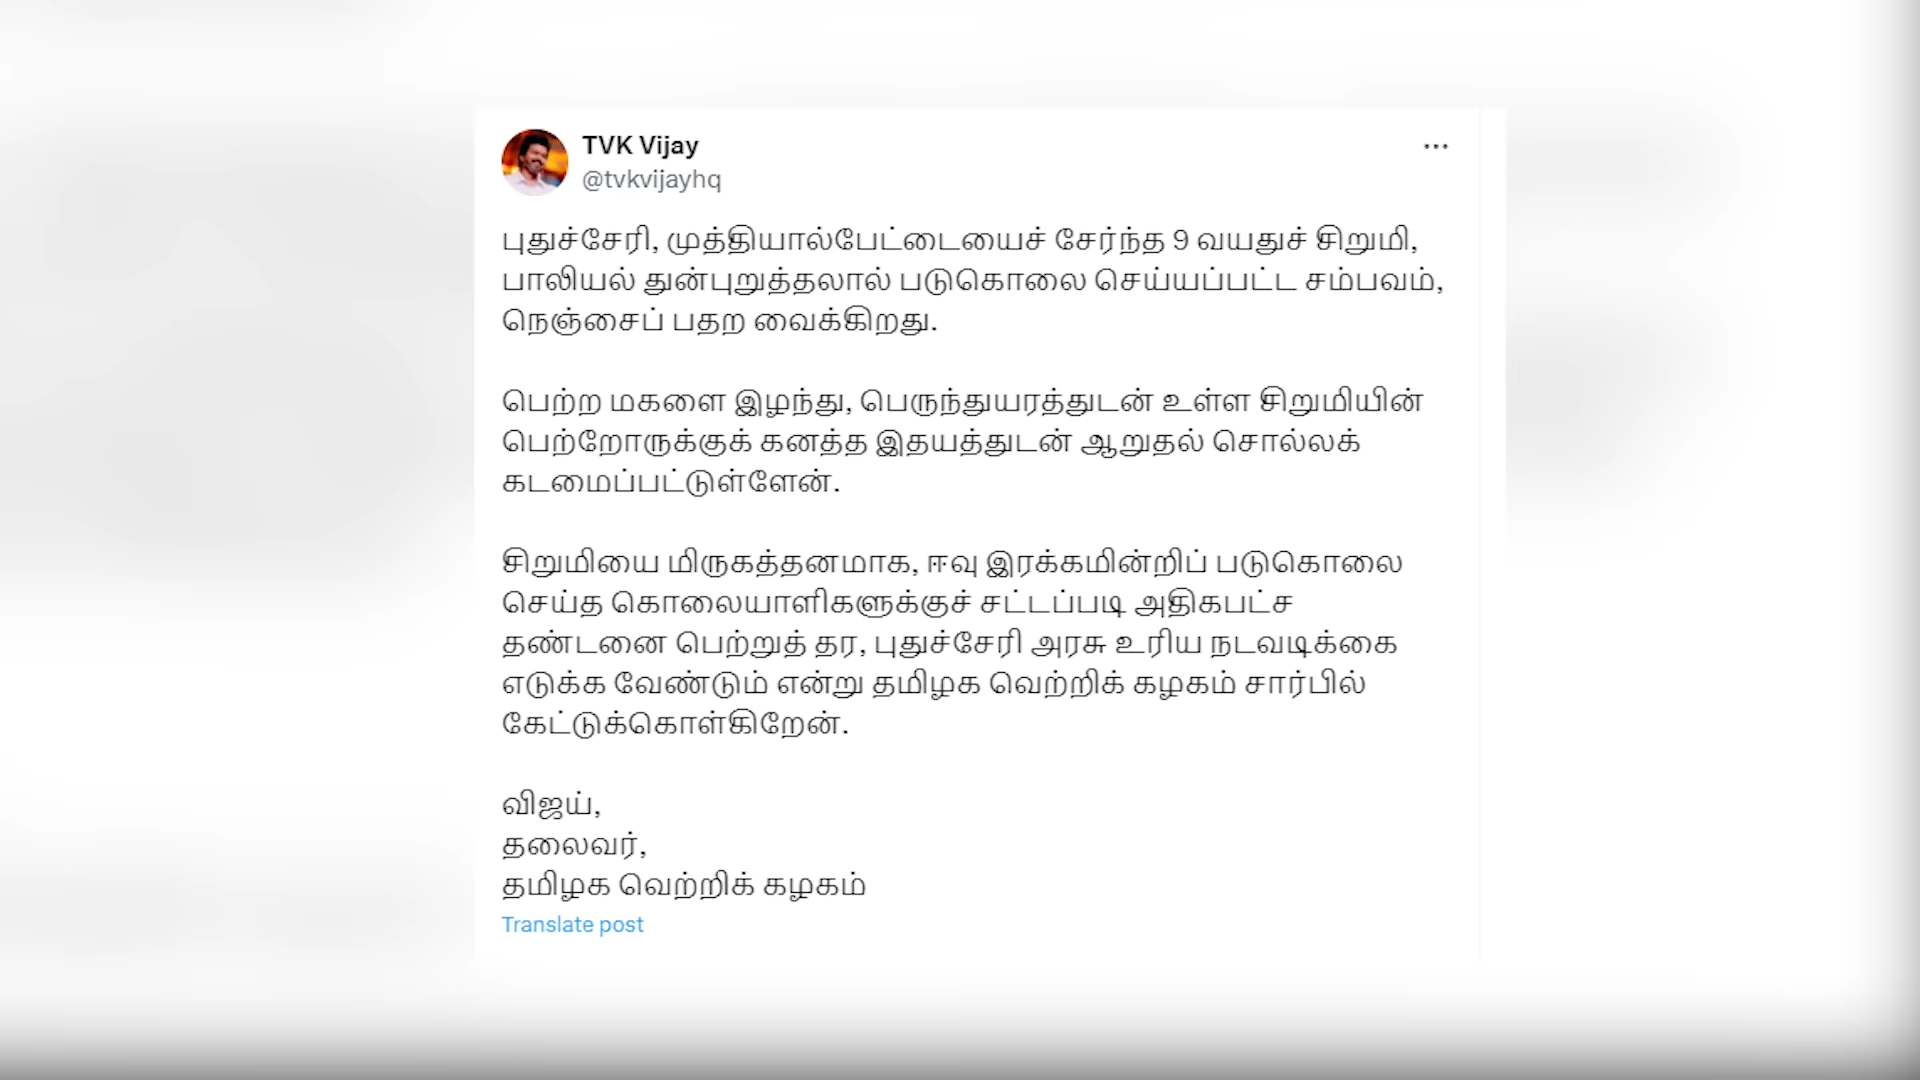 TVK Vijay
@tvkvijayhq
புதுச்சேரி, முத்தியால்பேட்டையைச் சேர்ந்த 9 வயதுச் சிறுமி,
பாலியல் துன்புறுத்தலால் படுகொலை செய்யப்பட்ட சம்பவம்,
நெஞ்சைப் பதற வைக்கிறது.
பெற்ற மகளை இழந்து, பெருந்துயரத்துடன் உள்ள சிறுமியின்
பெற்றோருக்குக் கனத்த இதயத்துடன் ஆறுதல் சொல்லக்
கடமைப்பட்டுள்ளேன்.
சிறுமியை மிருகத்தனமாக, ஈவு இரக்கமின்றிப் படுகொலை
செய்த கொலையாளிகளுக்குச் சட்டப்படி அதிகபட்ச
தண்டனை பெற்றுத் தர, புதுச்சேரி அரசு உரிய நடவடிக்கை
எடுக்க வேண்டும் என்று தமிழக வெற்றிக் கழகம் சார்பில்
கேட்டுக்கொள்கிறேன்.
விஜய்,
தலைவர்,
தமிழக வெற்றிக் கழகம்
Translate post